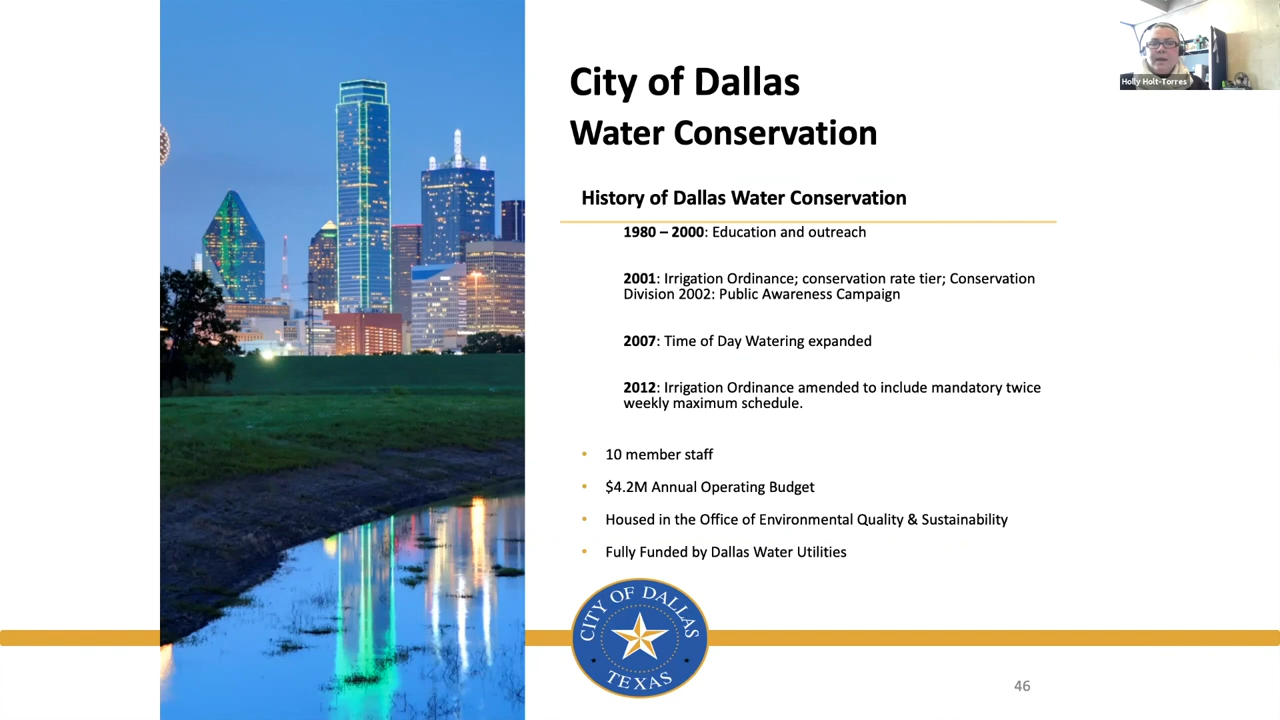 City of Dallas
Water Conservation
Holly Holt-Torres
History of Dallas Water Conservation
1980 – 2000: Education and outreach
2001: Irrigation Ordinance; conservation rate tier; Conservation
Division 2002: Public Awareness Campaign
2007: Time of Day Watering expanded
2012: Irrigation Ordinance amended to include mandatory twice
weekly maximum schedule.
• 10 member staff
• $4.2M Annual Operating Budget
• Housed in the Office of Environmental Quality & Sustainability
• Fully Funded by Dallas Water Utilities
CITY OF DALLAS
TEXAS
46